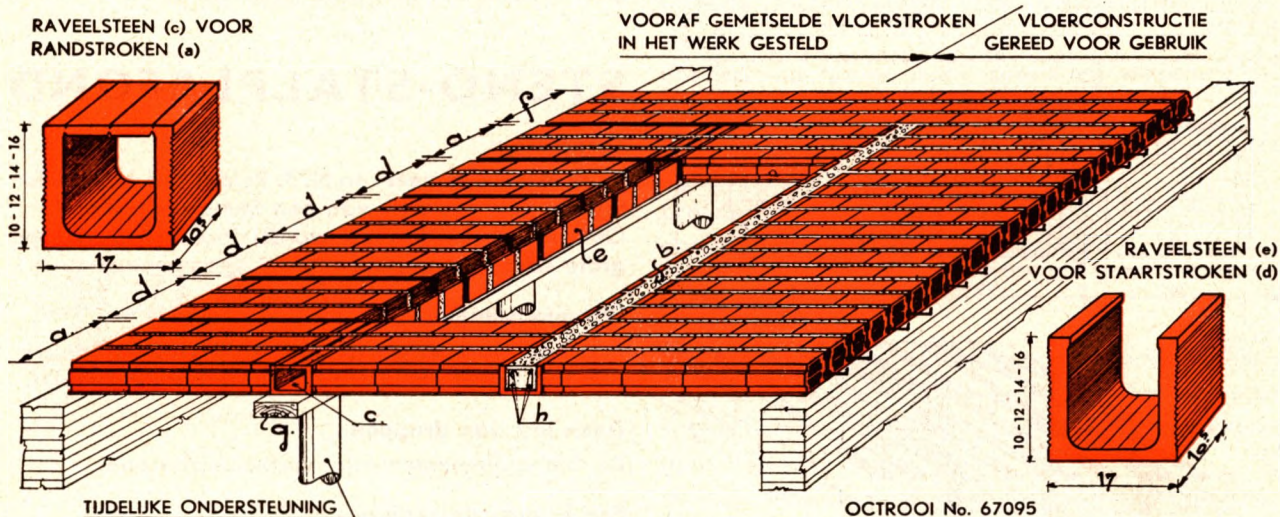 RAVEELSTEEN (c) VOOR
RANDSTROKEN (a)
VOORAF GEMETSELDE VLOERSTROKEN
IN HET WERK GESTELD
VLOERCONSTRUCTIE
GEREED VOOR GEBRUIK
10-12-14-16
17
10.5
a.
d.
d.
d.
d.
a.
f
e
b.
c.
g.
h
RAVEELSTEEN (e)
VOOR STAARTSTROKEN (d)
10-12-14-16
17
10.5
TIJDELIJKE ONDERSTEUNING
OCTROOI No. 67095